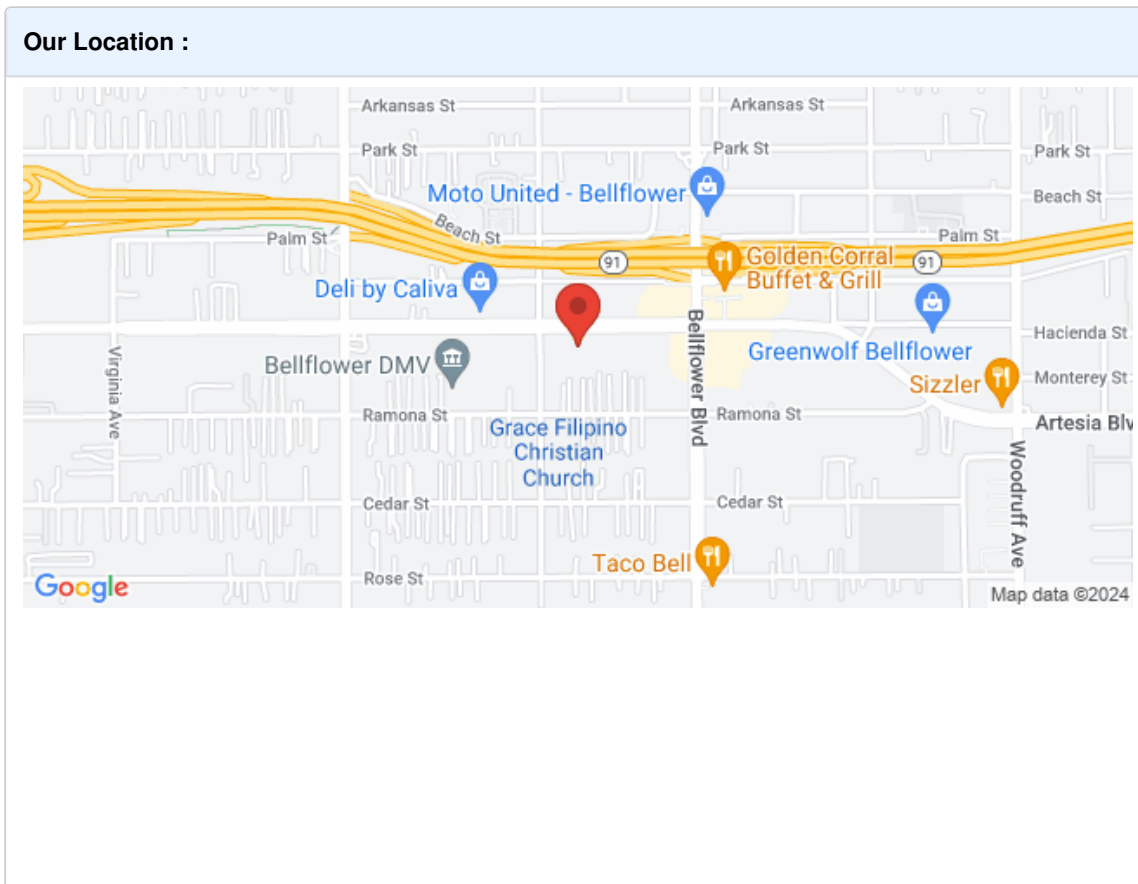 Our Location :
Arkansas St
Arkansas St
Park St
Park St
Park St
Moto United - Bellflower
Beach St
Beach St
Palm St
Palm St
91
91
Golden Corral
Buffet & Grill
Deli by Caliva
Bellflower Blvd
Hacienda St
Virginia Ave
Greenwolf Bellflower
Bellflower DMV
Sizzler
Monterey St
Ramona St
Ramona St
Artesia Blv
Grace Filipino
Christian
Church
Woodruff Ave
Cedar St
Cedar St
Taco Bell
Rose St
Google
Map data ©2024